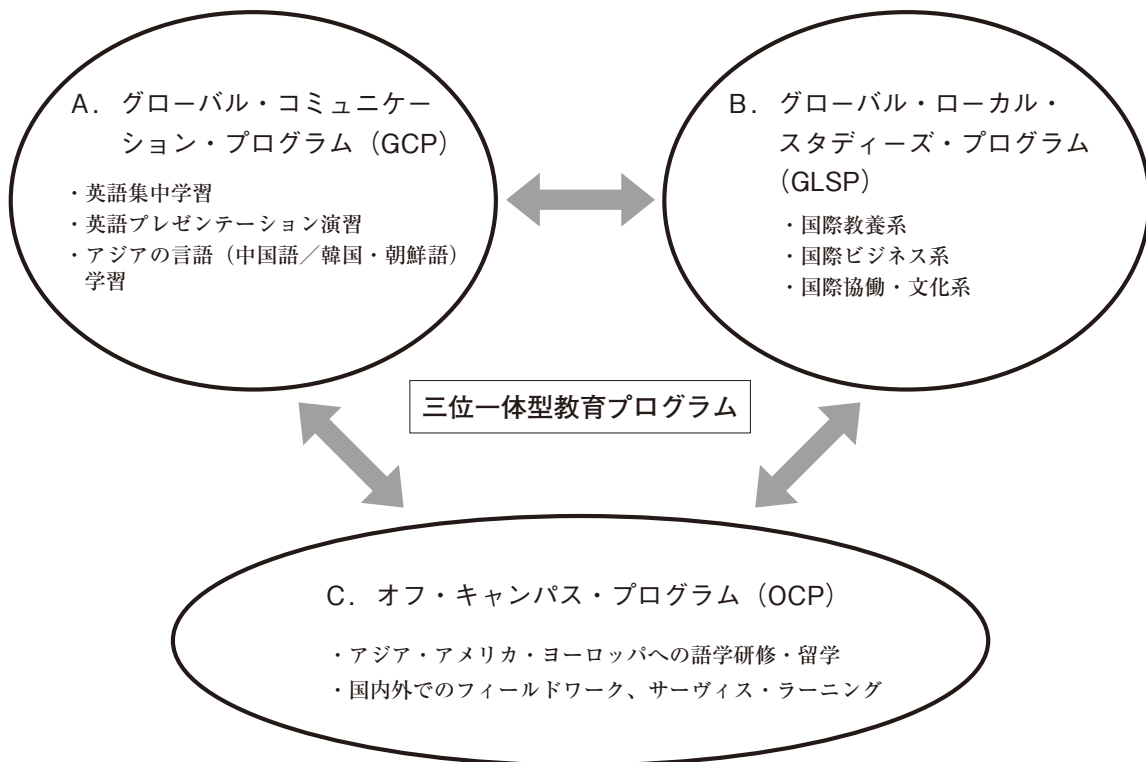 A．グローバル・コミュニケー
ション・プログラム（GCP）
・英語集中学習
・英語プレゼンテーション演習
・アジアの言語（中国語／韓国・朝鮮語）
学習
B．グローバル・ローカル・
スタディーズ・プログラム
（GLSP）
・国際教養系
・国際ビジネス系
・国際協働・文化系
三位一体型教育プログラム
C．オフ・キャンパス・プログラム（OCP）
・アジア・アメリカ・ヨーロッパへの語学研修・留学
・国内外でのフィールドワーク、サーヴィス・ラーニング